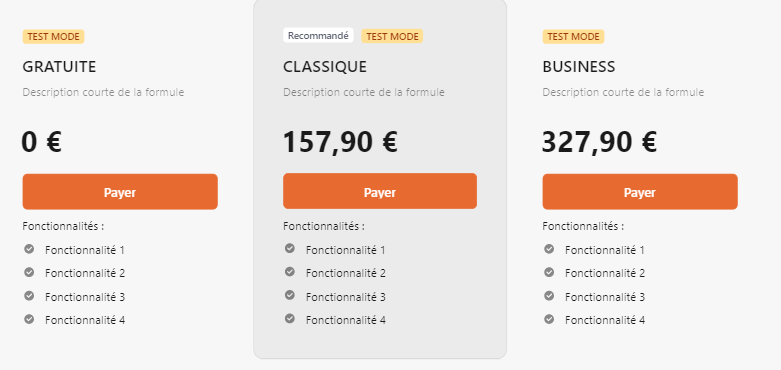 TEST MODE
GRATUITE
Description courte de la formule
0 €
Payer
Fonctionnalités :
Fonctionnalité 1
Fonctionnalité 2
Fonctionnalité 3
Fonctionnalité 4
Recommandé TEST MODE
CLASSIQUE
Description courte de la formule
157,90 €
Payer
Fonctionnalités :
Fonctionnalité 1
Fonctionnalité 2
Fonctionnalité 3
Fonctionnalité 4
TEST MODE
BUSINESS
Description courte de la formule
327,90 €
Payer
Fonctionnalités :
Fonctionnalité 1
Fonctionnalité 2
Fonctionnalité 3
Fonctionnalité 4